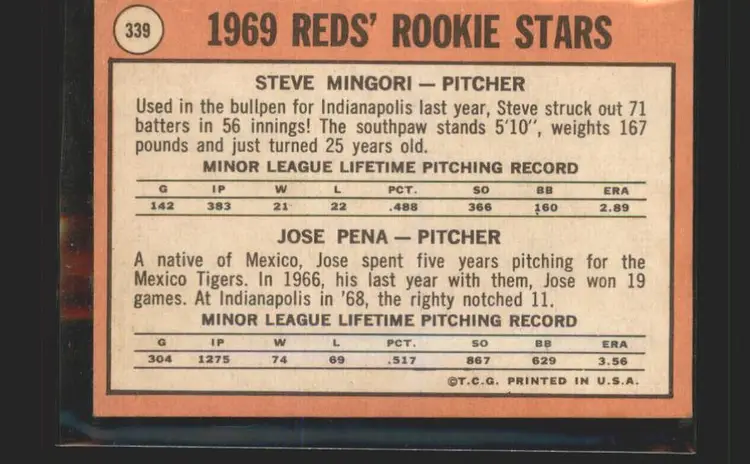 339
1969 REDS' ROOKIE STARS
STEVE MINGORI — PITCHER
Used in the bullpen for Indianapolis last year, Steve struck out 71
batters in 56 innings! The southpaw stands 5'10", weights 167
pounds and just turned 25 years old.
MINOR LEAGUE LIFETIME PITCHING RECORD
G IP W L PCT. SO BB ERA
142 383 21 22 .488 366 160 2.89
JOSE PENA — PITCHER
A native of Mexico, Jose spent five years pitching for the
Mexico Tigers. In 1966, his last year with them, Jose won 19
games. At Indianapolis in '68, the righty notched 11.
MINOR LEAGUE LIFETIME PITCHING RECORD
G IP W L PCT. SO BB ERA
304 1275 74 69 .517 867 629 3.56
©T.C.G. PRINTED IN U.S.A.